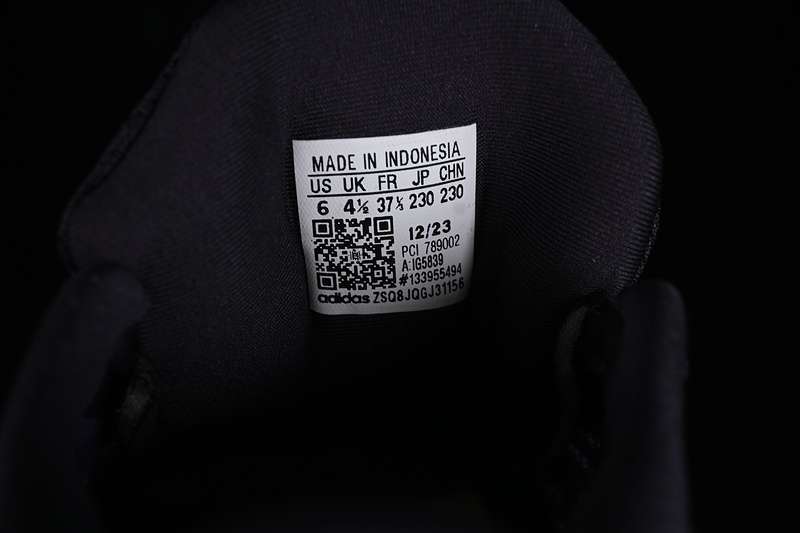 MADE IN INDONESIA
US UK FR JP CHN
6 4½ 37⅓ 230 230
12/23
PCI 789002
A:IG5839
#133955494
adidas ZSQ8JQGJ31156